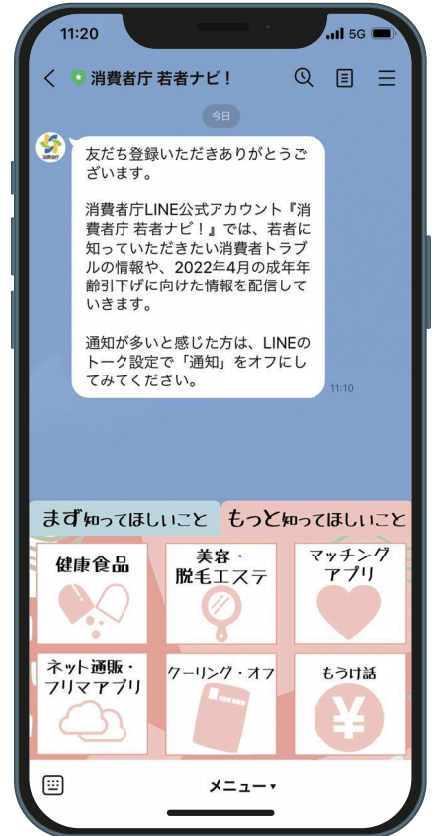 11:20
5G
消費者庁 若者ナビ！
今日
消費者庁
友だち登録いただきありがとうご
ざいます。
消費者庁LINE公式アカウント『消
費者庁 若者ナビ！』では、若者に
知っていただきたい消費者トラブ
ルの情報や、2022年4月の成年年
齢引下げに向けた情報を配信して
いきます。
通知が多いと感じた方は、LINEの
トーク設定で「通知」をオフにし
てみてください。
11:10
まず知ってほしいこと
もっと知ってほしいこと
健康食品
美容・
脱毛エステ
マッチング
アプリ
ネット通販・
フリマアプリ
クーリング・オフ
もうけ話
¥
メニュー▾